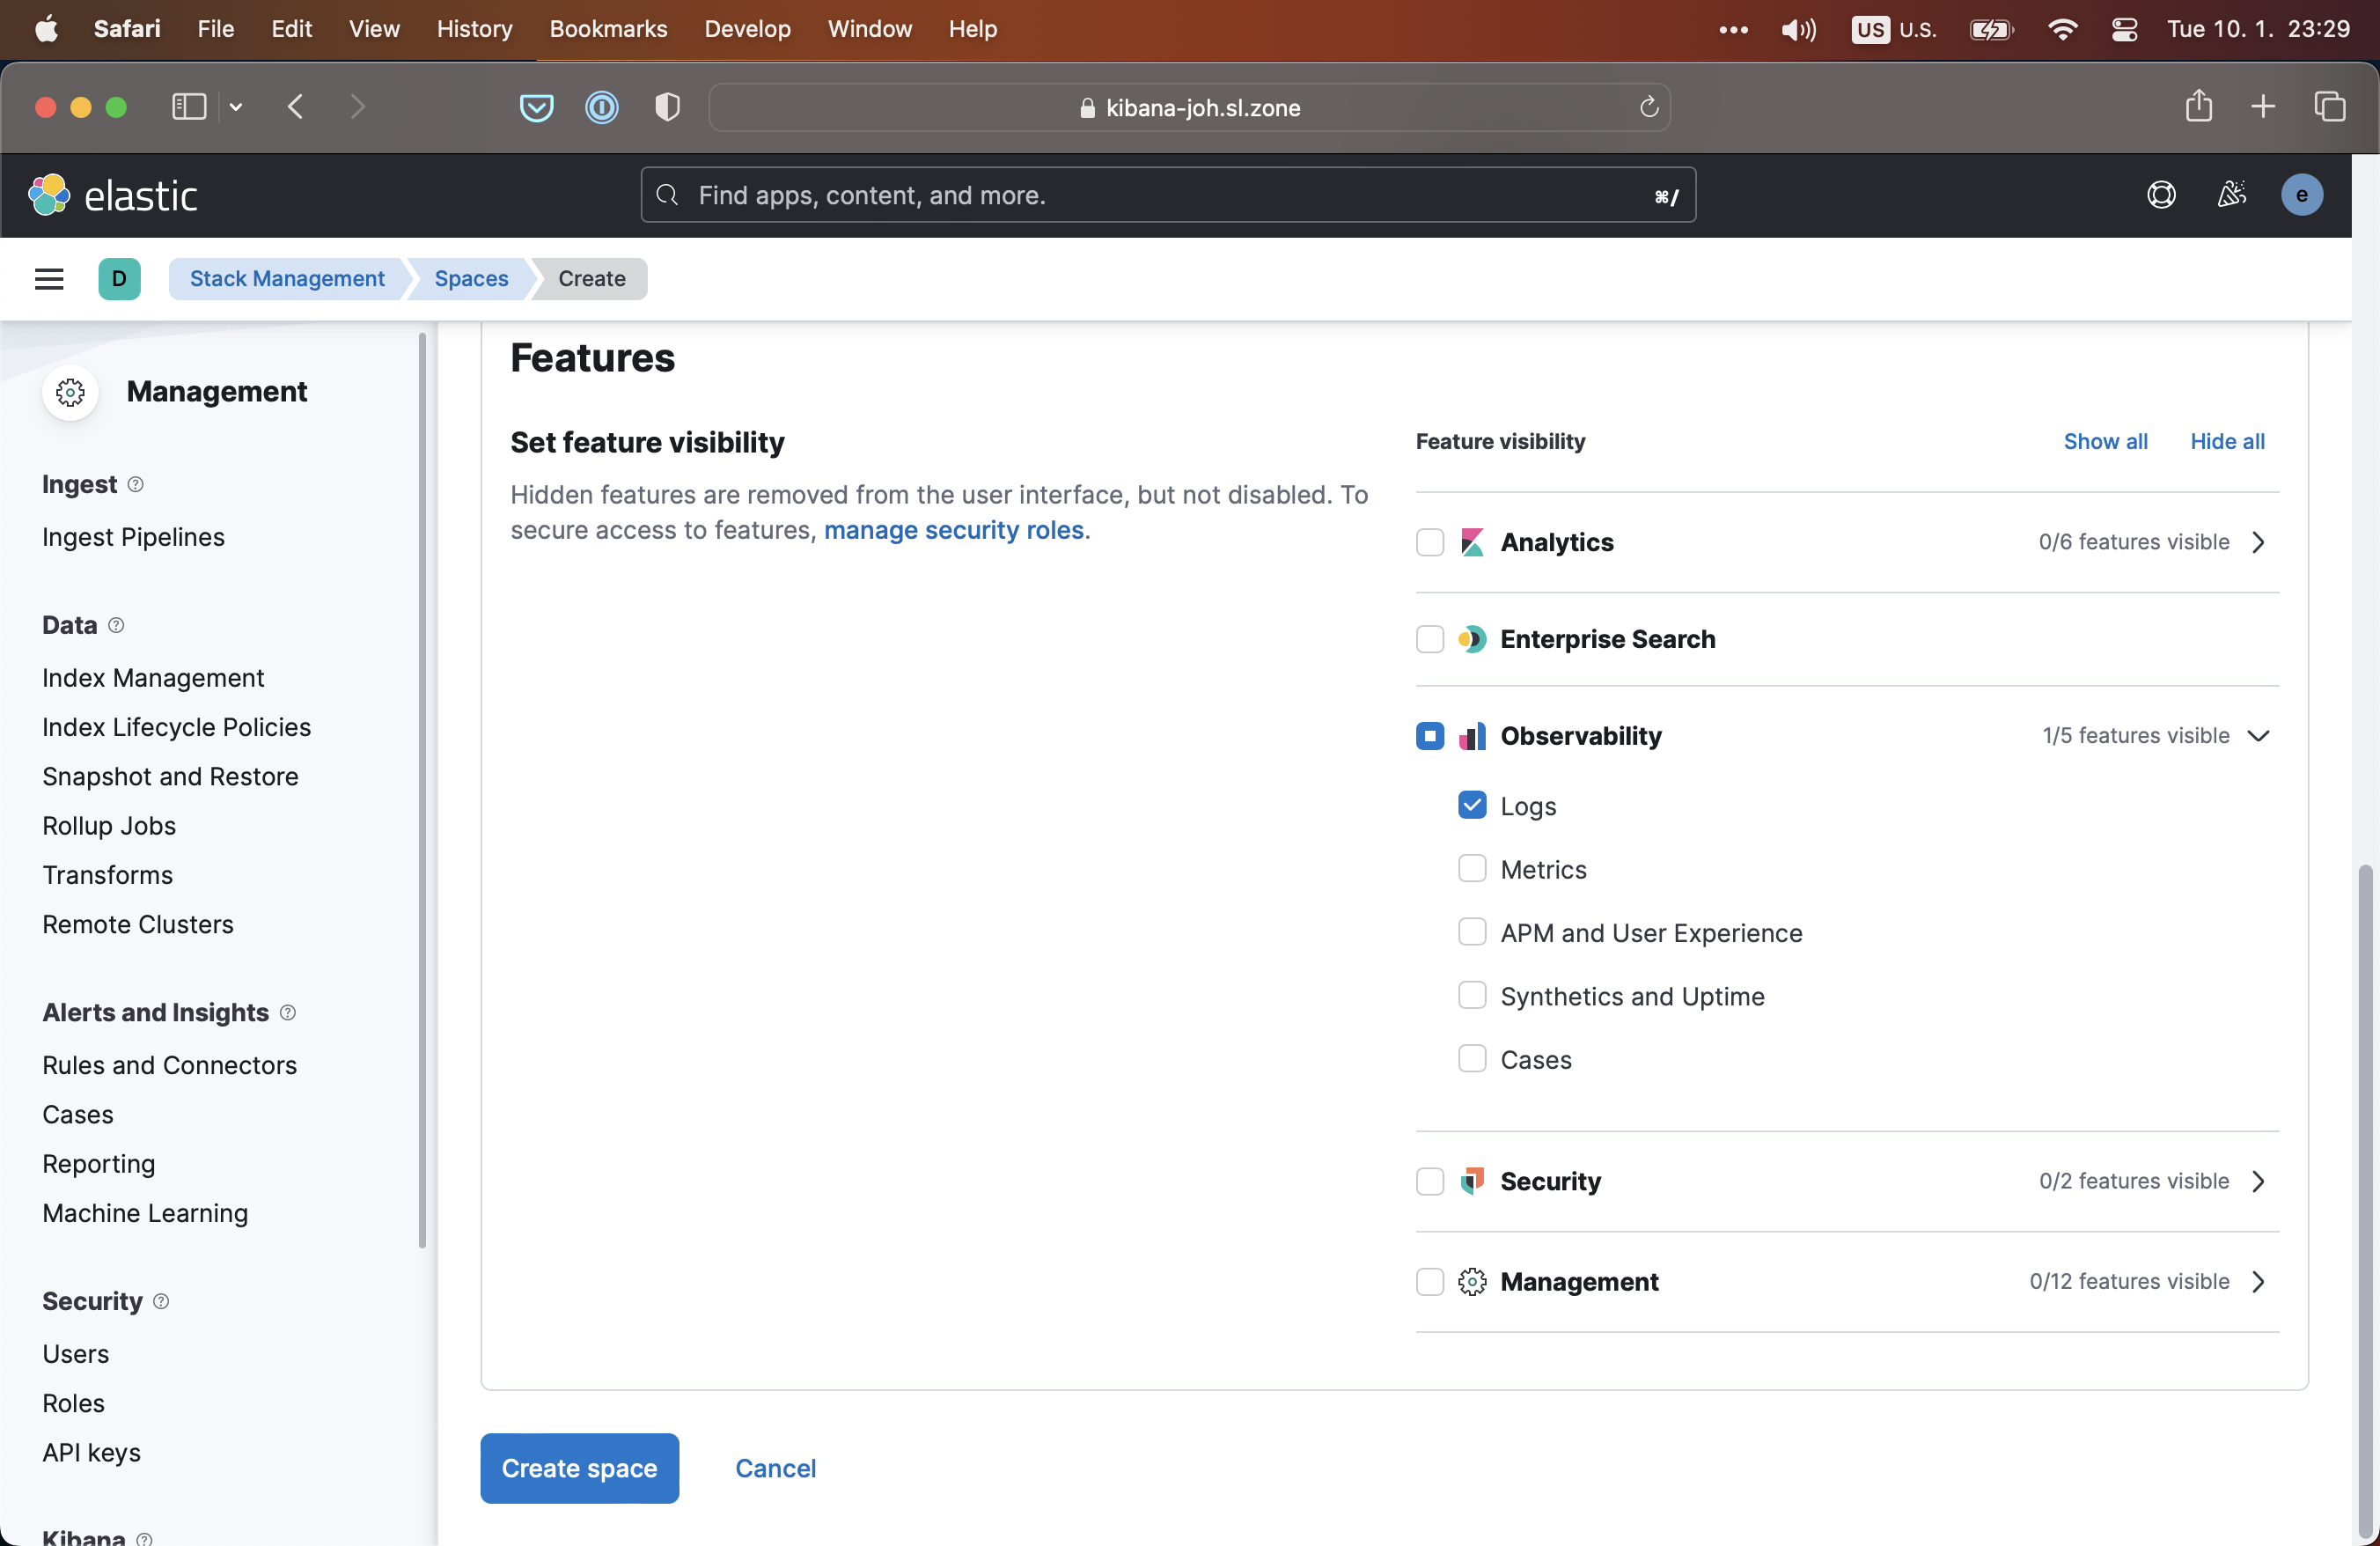 Safari File Edit View History Bookmarks Develop Window Help US U.S. Tue 10. 1. 23:29
kibana-joh.sl.zone
elastic
Find apps, content, and more. ⌘/
e
D Stack Management Spaces Create
Management
Ingest
Ingest Pipelines
Data
Index Management
Index Lifecycle Policies
Snapshot and Restore
Rollup Jobs
Transforms
Remote Clusters
Alerts and Insights
Rules and Connectors
Cases
Reporting
Machine Learning
Security
Users
Roles
API keys
Kibana
Features
Set feature visibility
Hidden features are removed from the user interface, but not disabled. To
secure access to features, manage security roles.
Feature visibility Show all Hide all
Analytics 0/6 features visible
Enterprise Search
Observability 1/5 features visible
Logs
Metrics
APM and User Experience
Synthetics and Uptime
Cases
Security 0/2 features visible
Management 0/12 features visible
Create space Cancel